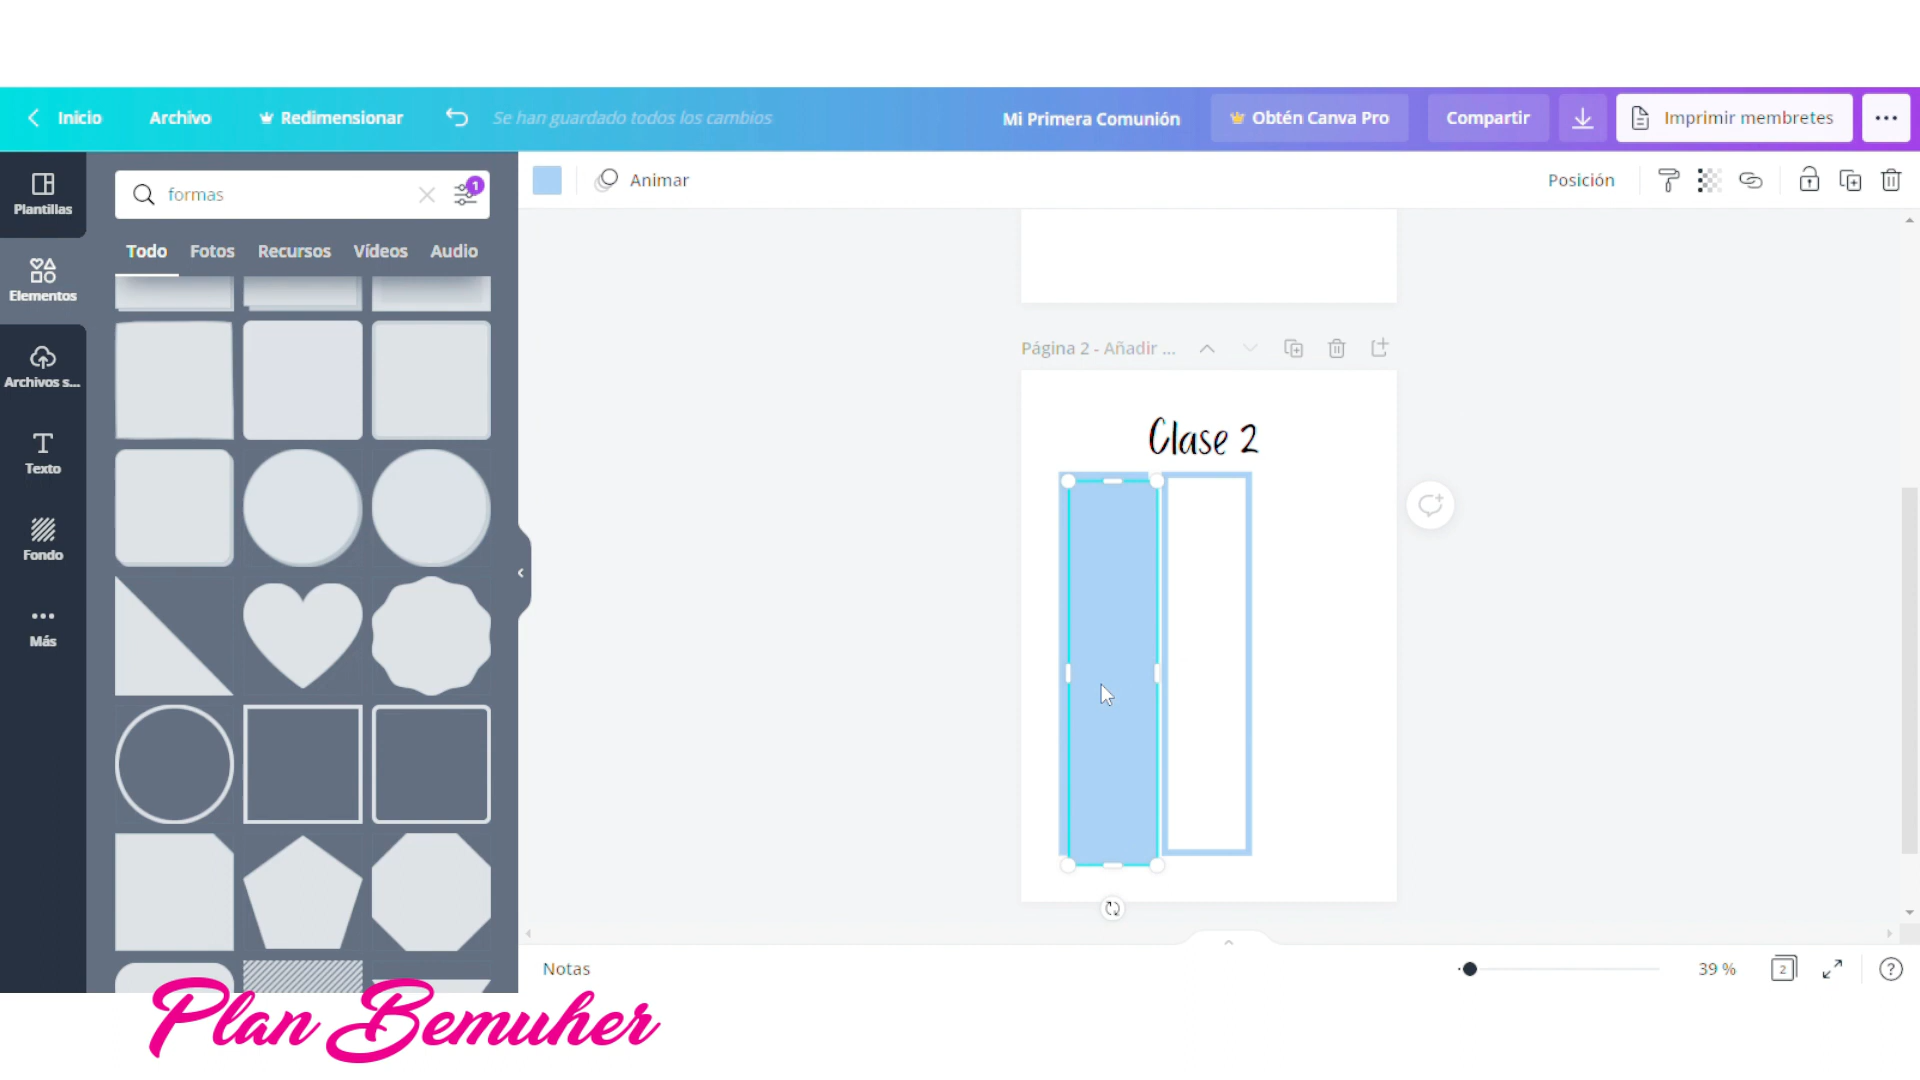 Inicio
Archivo
Redimensionar
Se han guardado todos los cambios
Mi Primera Comunión
Obtén Canva Pro
Compartir
Imprimir membretes
Plantillas
Elementos
Archivos s...
Texto
Fondo
Más
formas
1
Todo
Fotos
Recursos
Vídeos
Audio
Animar
Posición
Página 2 - Añadir ...
Clase 2
Notas
39 %
2
?
Plan Bemuher